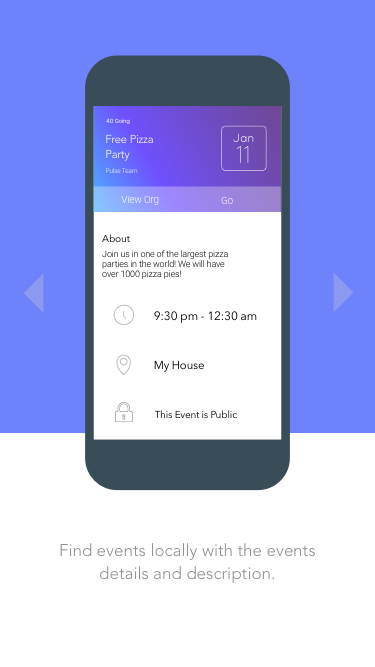 40 Going
Free Pizza
Party
Pulse Team
Jan
11
View Org
Go
About
Join us in one of the largest pizza
parties in the world! We will have
over 1000 pizza pies!
9:30 pm - 12:30 am
My House
This Event is Public
Find events locally with the events
details and description.